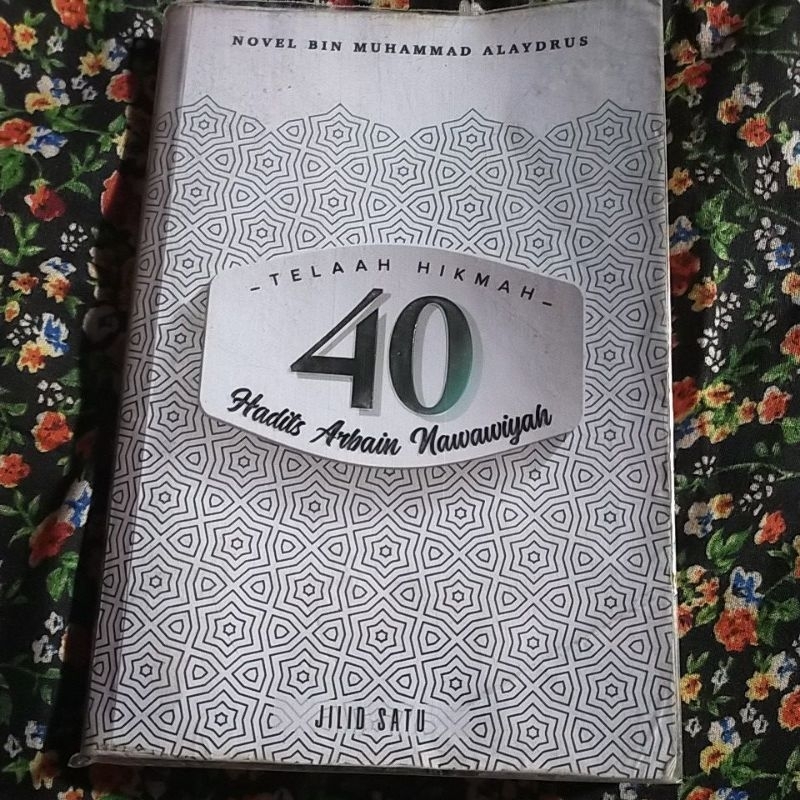 NOVEL BIN MUHAMMAD ALAYDRUS
-TELAAH HIKMAH-
40
Hadits Arbain Nawawiyah
JILID SATU